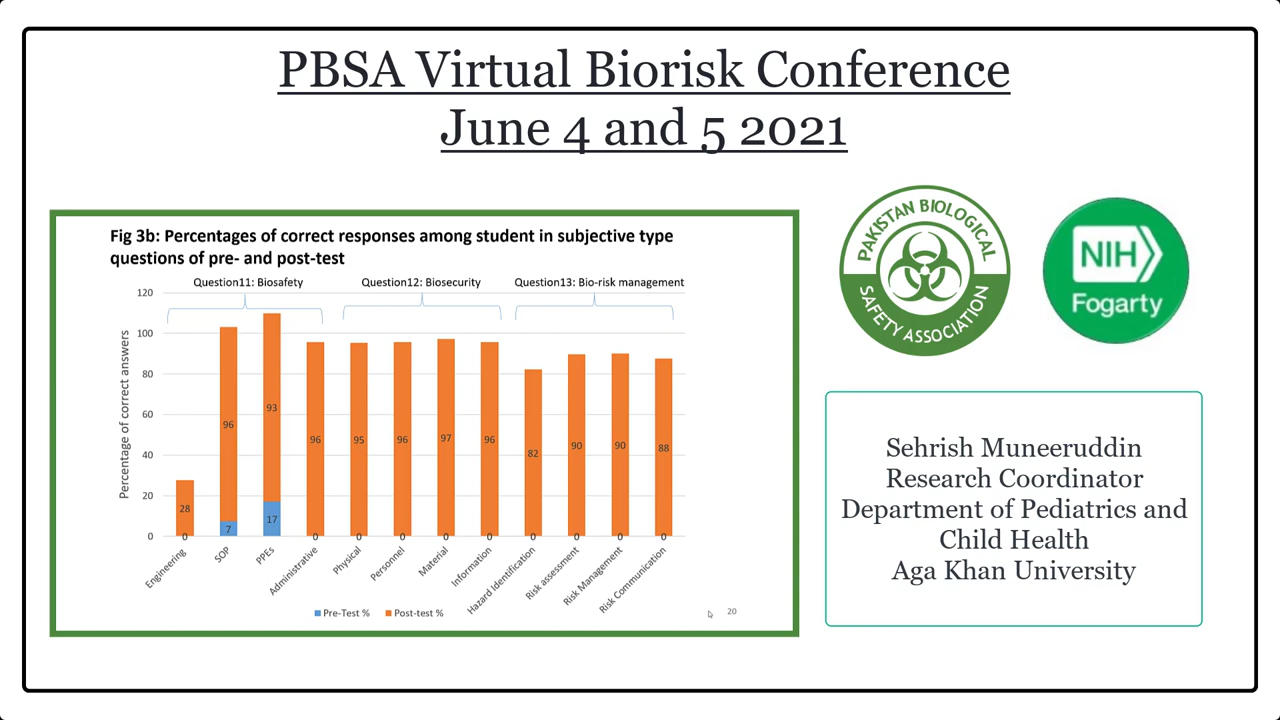 PBSA Virtual Biorisk Conference
June 4 and 5 2021
Fig 3b: Percentages of correct responses among student in subjective type
questions of pre- and post-test
Question11: Biosafety
Question12: Biosecurity
Question13: Bio-risk management
Percentage of correct answers
120
100
80
60
40
20
0
28
96
93
96
95
96
97
96
82
90
90
88
0
7
17
0
0
0
0
0
0
0
0
0
Engineering
SOP
PPEs
Administrative
Physical
Personnel
Material
Information
Hazard Identification
Risk assessment
Risk Management
Risk Communication
Pre-Test %
Post-test %
20
PAKISTAN BIOLOGICAL
SAFETY ASSOCIATION
NIH
Fogarty
Sehrish Muneeruddin
Research Coordinator
Department of Pediatrics and
Child Health
Aga Khan University